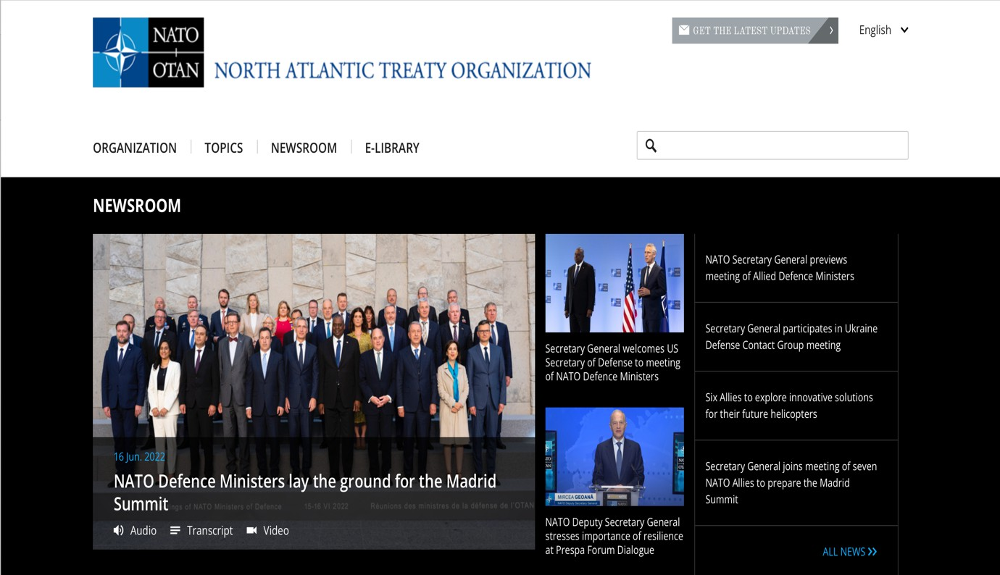 NATO
OTAN
NORTH ATLANTIC TREATY ORGANIZATION
GET THE LATEST UPDATES
English
ORGANIZATION
TOPICS
NEWSROOM
E-LIBRARY
NEWSROOM
16 Jun. 2022
NATO Defence Ministers lay the ground for the Madrid
Summit
ings of NATO Ministers of Defence 15-16 VI 2022 Réunions des ministres de la défense de l'OTAN
Audio
Transcript
Video
Secretary General welcomes US
Secretary of Defense to meeting
of NATO Defence Ministers
MIRCEA GEOANĂ
NATO Deputy Secretary General
NATO Deputy Secretary General
stresses importance of resilience
at Prespa Forum Dialogue
NATO Secretary General previews
meeting of Allied Defence Ministers
Secretary General participates in Ukraine
Defense Contact Group meeting
Six Allies to explore innovative solutions
for their future helicopters
Secretary General joins meeting of seven
NATO Allies to prepare the Madrid
Summit
ALL NEWS